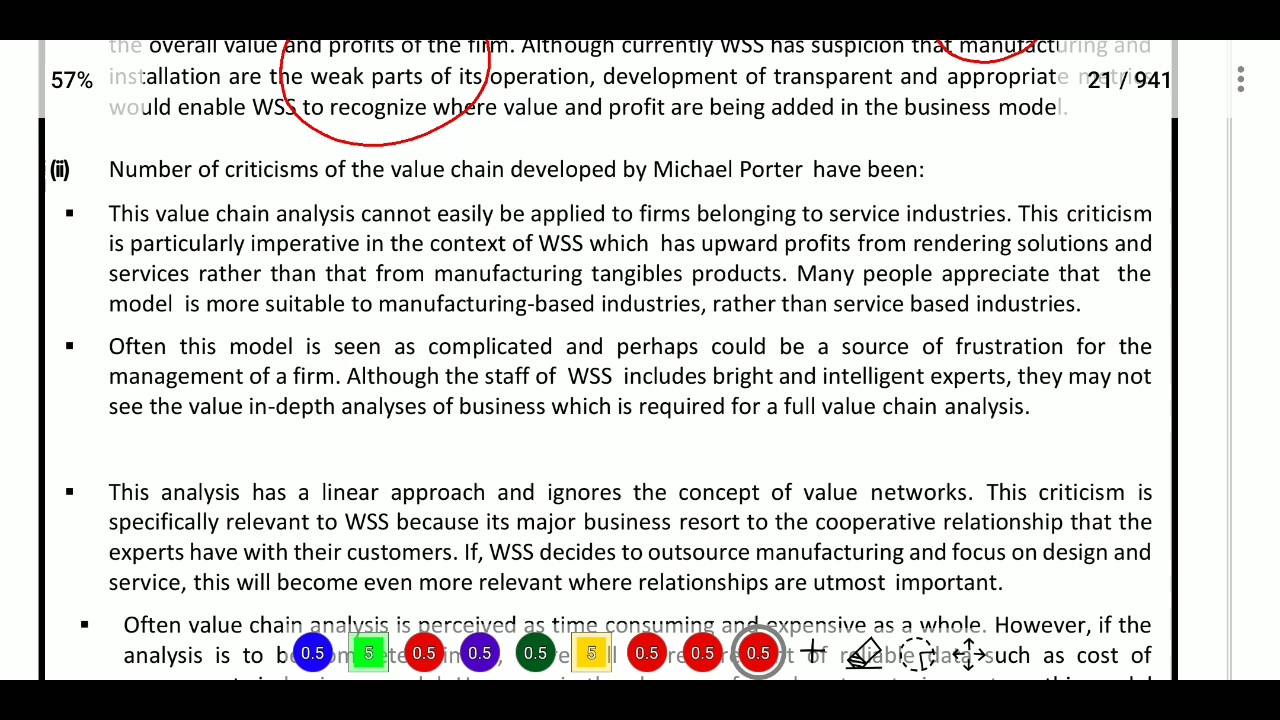 the overall value and profits of the firm. Although currently WSS has suspicion that manufacturing and
57%
installation are the weak parts of its operation, development of transparent and appropriate metrics
21 / 941
would enable WSS to recognize where value and profit are being added in the business model.
(ii) Number of criticisms of the value chain developed by Michael Porter have been:
▪ This value chain analysis cannot easily be applied to firms belonging to service industries. This criticism
is particularly imperative in the context of WSS which has upward profits from rendering solutions and
services rather than that from manufacturing tangibles products. Many people appreciate that the
model is more suitable to manufacturing-based industries, rather than service based industries.
▪ Often this model is seen as complicated and perhaps could be a source of frustration for the
management of a firm. Although the staff of WSS includes bright and intelligent experts, they may not
see the value in-depth analyses of business which is required for a full value chain analysis.
▪ This analysis has a linear approach and ignores the concept of value networks. This criticism is
specifically relevant to WSS because its major business resort to the cooperative relationship that the
experts have with their customers. If, WSS decides to outsource manufacturing and focus on design and
service, this will become even more relevant where relationships are utmost important.
▪ Often value chain analysis is perceived as time consuming and expensive as a whole. However, if the
analysis is to of reliable data such as cost of
0.5 5 0.5 0.5 0.5 5 0.5 0.5 0.5